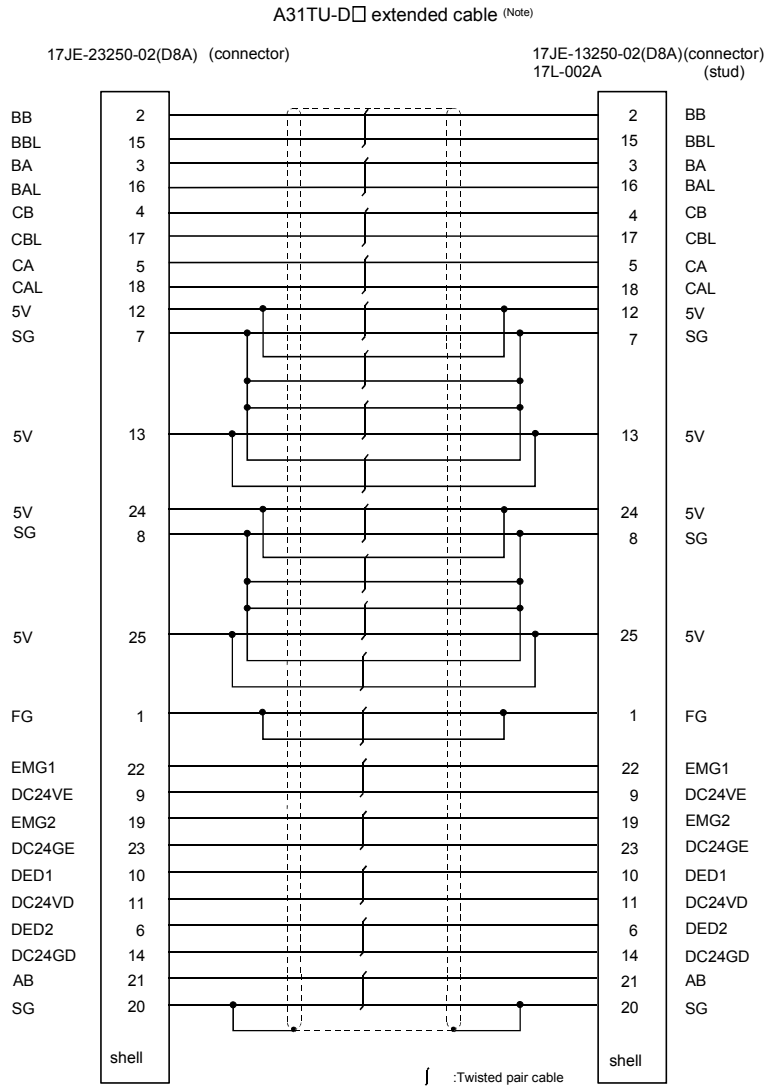 A31TU-D□ extended cable (Note)
17JE-23250-02(D8A) (connector)
17JE-13250-02(D8A)(connector)
17L-002A (stud)
BB 2 2 BB
BBL 15 15 BBL
BA 3 3 BA
BAL 16 16 BAL
CB 4 4 CB
CBL 17 17 CBL
CA 5 5 CA
CAL 18 18 CAL
5V 12 12 5V
SG 7 7 SG
5V 13 13 5V
5V 24 24 5V
SG 8 8 SG
5V 25 25 5V
FG 1 1 FG
EMG1 22 22 EMG1
DC24VE 9 9 DC24VE
EMG2 19 19 EMG2
DC24GE 23 23 DC24GE
DED1 10 10 DED1
DC24VD 11 11 DC24VD
DED2 6 6 DED2
DC24GD 14 14 DC24GD
AB 21 21 AB
SG 20 20 SG
shell shell
:Twisted pair cable